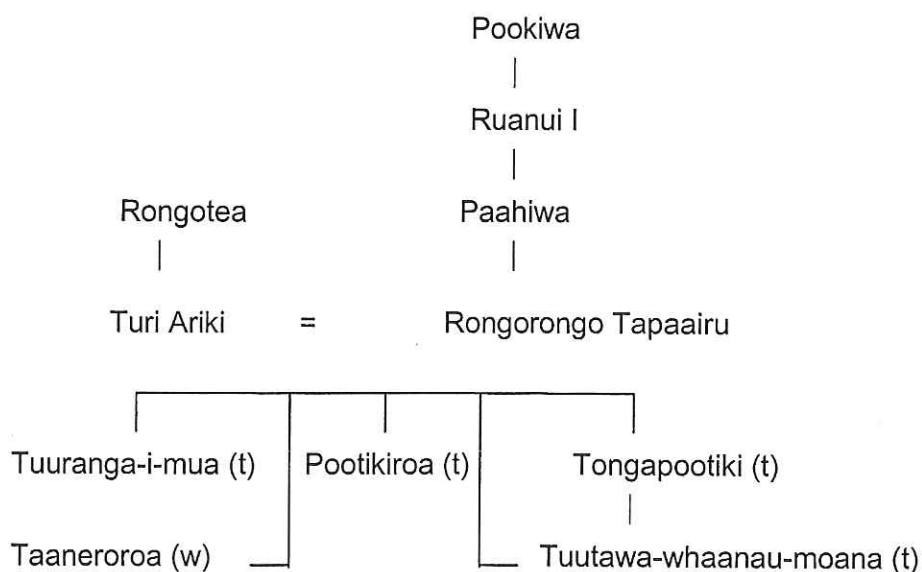 Pookiwa
Ruanui I
Rongotea Paahiwa
Turi Ariki = Rongorongo Tapaairu
Tuuranga-i-mua (t) Pootikiroa (t) Tongapootiki (t)
Taaneroroa (w) Tuutawa-whaanau-moana (t)